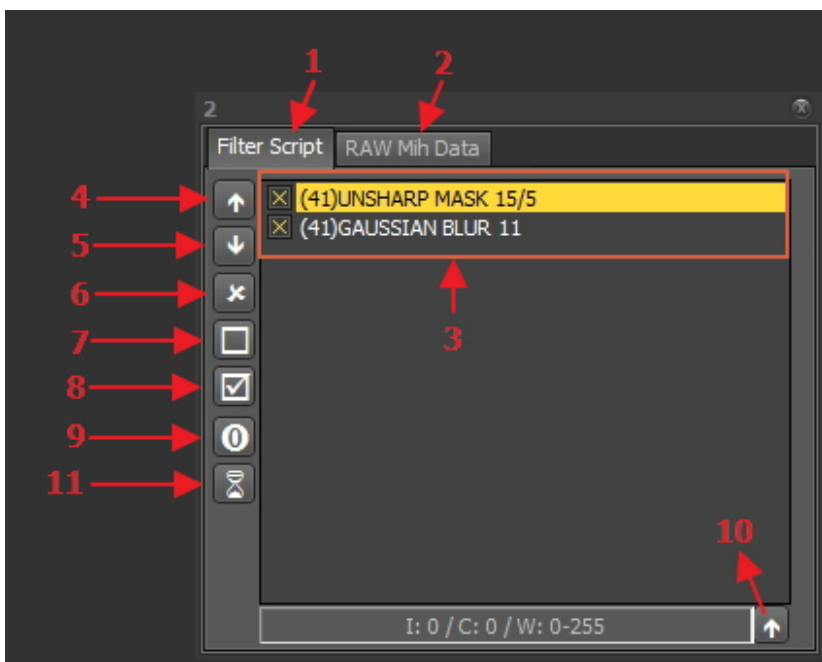 1 2
2
Filter Script RAW Mih Data
4 (41)UNSHARP MASK 15/5
5 (41)GAUSSIAN BLUR 11
6
3
7
8
9 0
11
10
I: 0 / C: 0 / W: 0-255